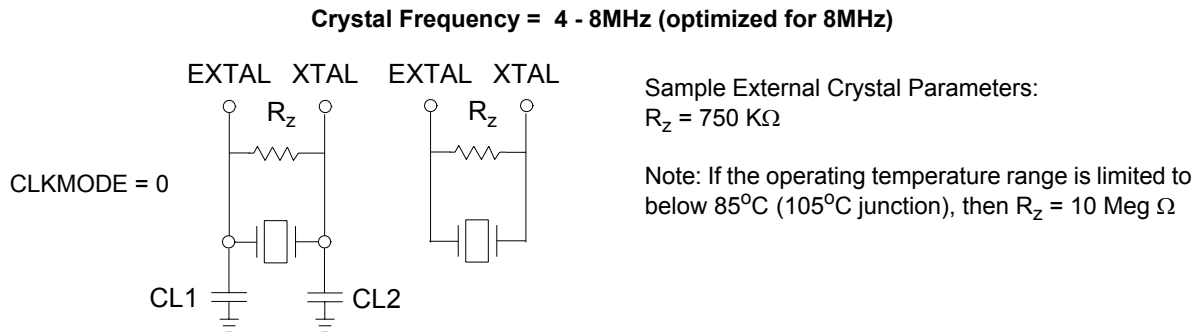 Crystal Frequency = 4 - 8MHz (optimized for 8MHz)
EXTAL XTAL EXTAL XTAL
R_z R_z
Sample External Crystal Parameters:
R_z = 750 KΩ
CLKMODE = 0
Note: If the operating temperature range is limited to
below 85°C (105°C junction), then R_z = 10 Meg Ω
CL1 CL2